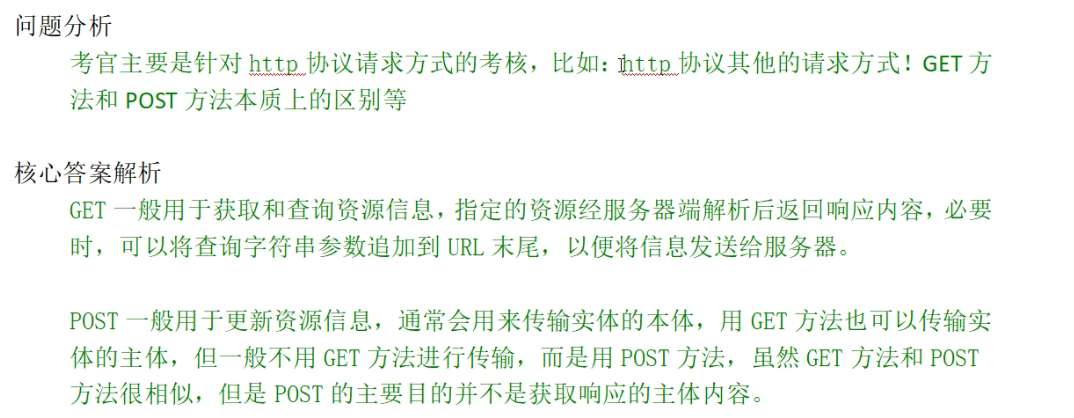 问题分析
考官主要是针对 http 协议请求方式的考核，比如：http 协议其他的请求方式！GET 方
法和 POST 方法本质上的区别等
核心答案解析
GET 一般用于获取和查询资源信息，指定的资源经服务器端解析后返回响应内容，必要
时，可以将查询字符串参数追加到 URL 末尾，以便将信息发送给服务器。
POST 一般用于更新资源信息，通常会用来传输实体的本体，用 GET 方法也可以传输实
体的主体，但一般不用 GET 方法进行传输，而是用 POST 方法，虽然 GET 方法和 POST
方法很相似，但是 POST 的主要目的并不是获取响应的主体内容。